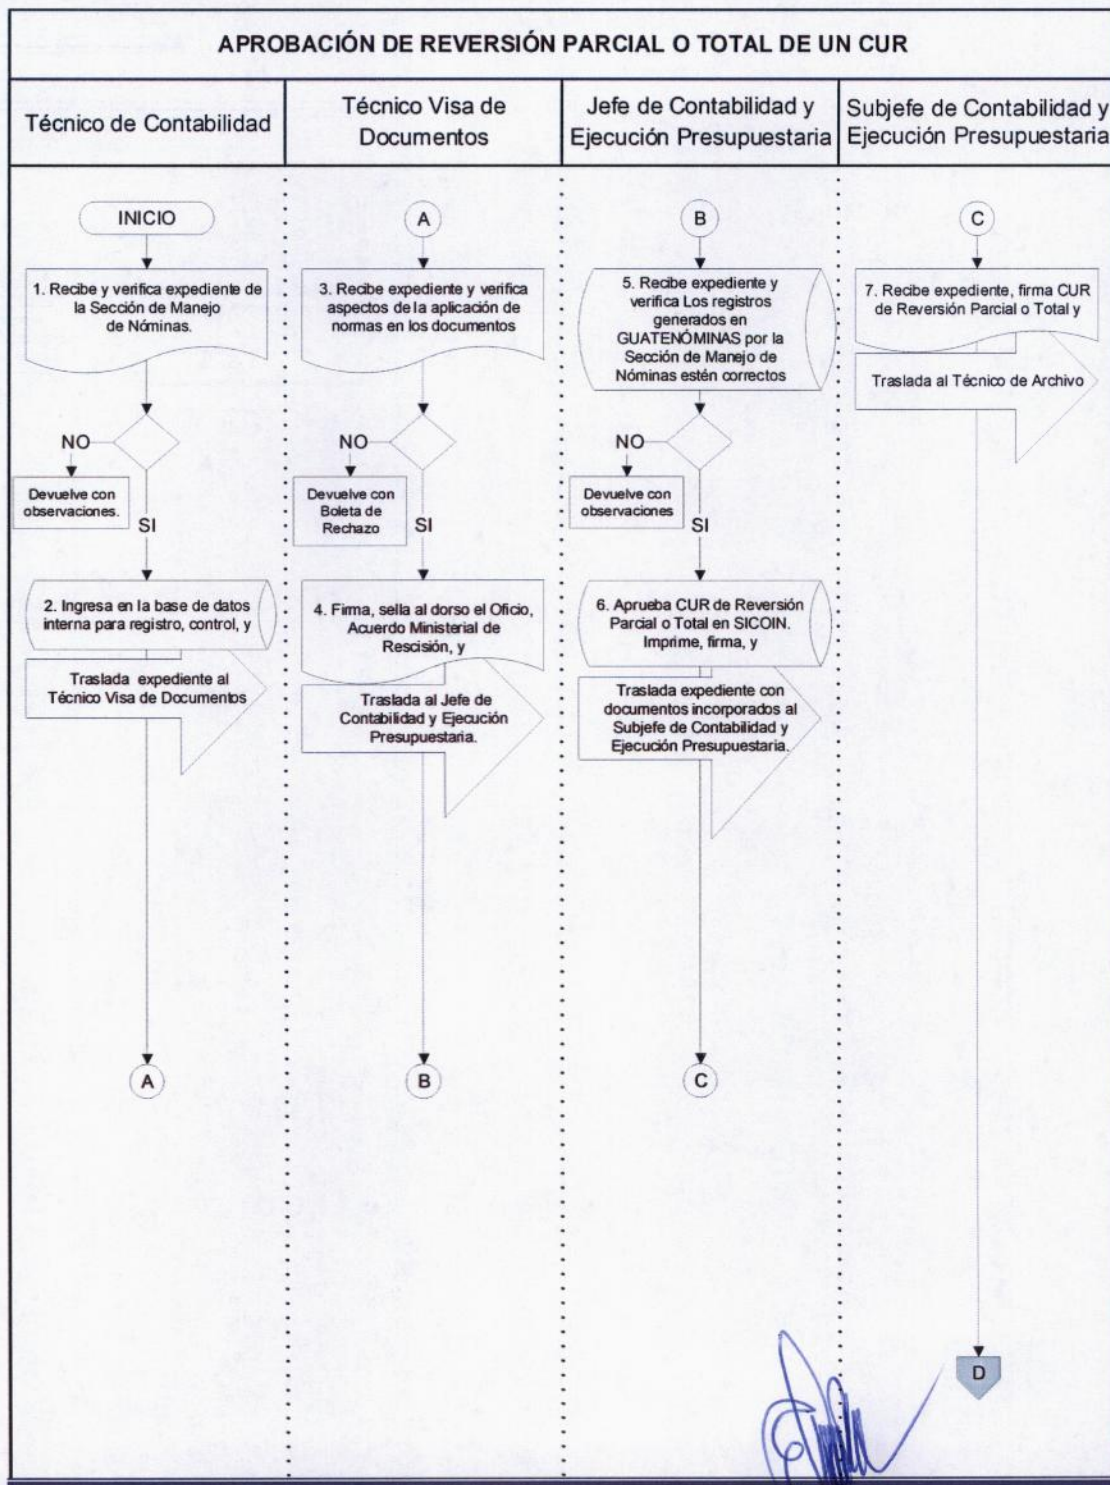 APROBACIÓN DE REVERSIÓN PARCIAL O TOTAL DE UN CUR
Técnico de Contabilidad
Técnico Visa de
Documentos
Jefe de Contabilidad y
Ejecución Presupuestaria
Subjefe de Contabilidad y
Ejecución Presupuestaria
INICIO
1. Recibe y verifica expediente de
la Sección de Manejo
de Nóminas.
NO
Devuelve con
observaciones.
SI
2. Ingresa en la base de datos
interna para registro, control, y
Traslada expediente al
Técnico Visa de Documentos
A
A
3. Recibe expediente y verifica
aspectos de la aplicación de
normas en los documentos
NO
Devuelve con
Boleta de
Rechazo
SI
4. Firma, sella al dorso el Oficio,
Acuerdo Ministerial de
Rescisión, y
Traslada al Jefe de
Contabilidad y Ejecución
Presupuestaria.
B
B
5. Recibe expediente y
verifica Los registros
generados en
GUATENÓMINAS por la
Sección de Manejo de
Nóminas estén correctos
NO
Devuelve con
observaciones
SI
6. Aprueba CUR de Reversión
Parcial o Total en SICOIN.
Imprime, firma, y
Traslada expediente con
documentos incorporados al
Subjefe de Contabilidad y
Ejecución Presupuestaria.
C
C
7. Recibe expediente, firma CUR
de Reversión Parcial o Total y
Traslada al Técnico de Archivo
D